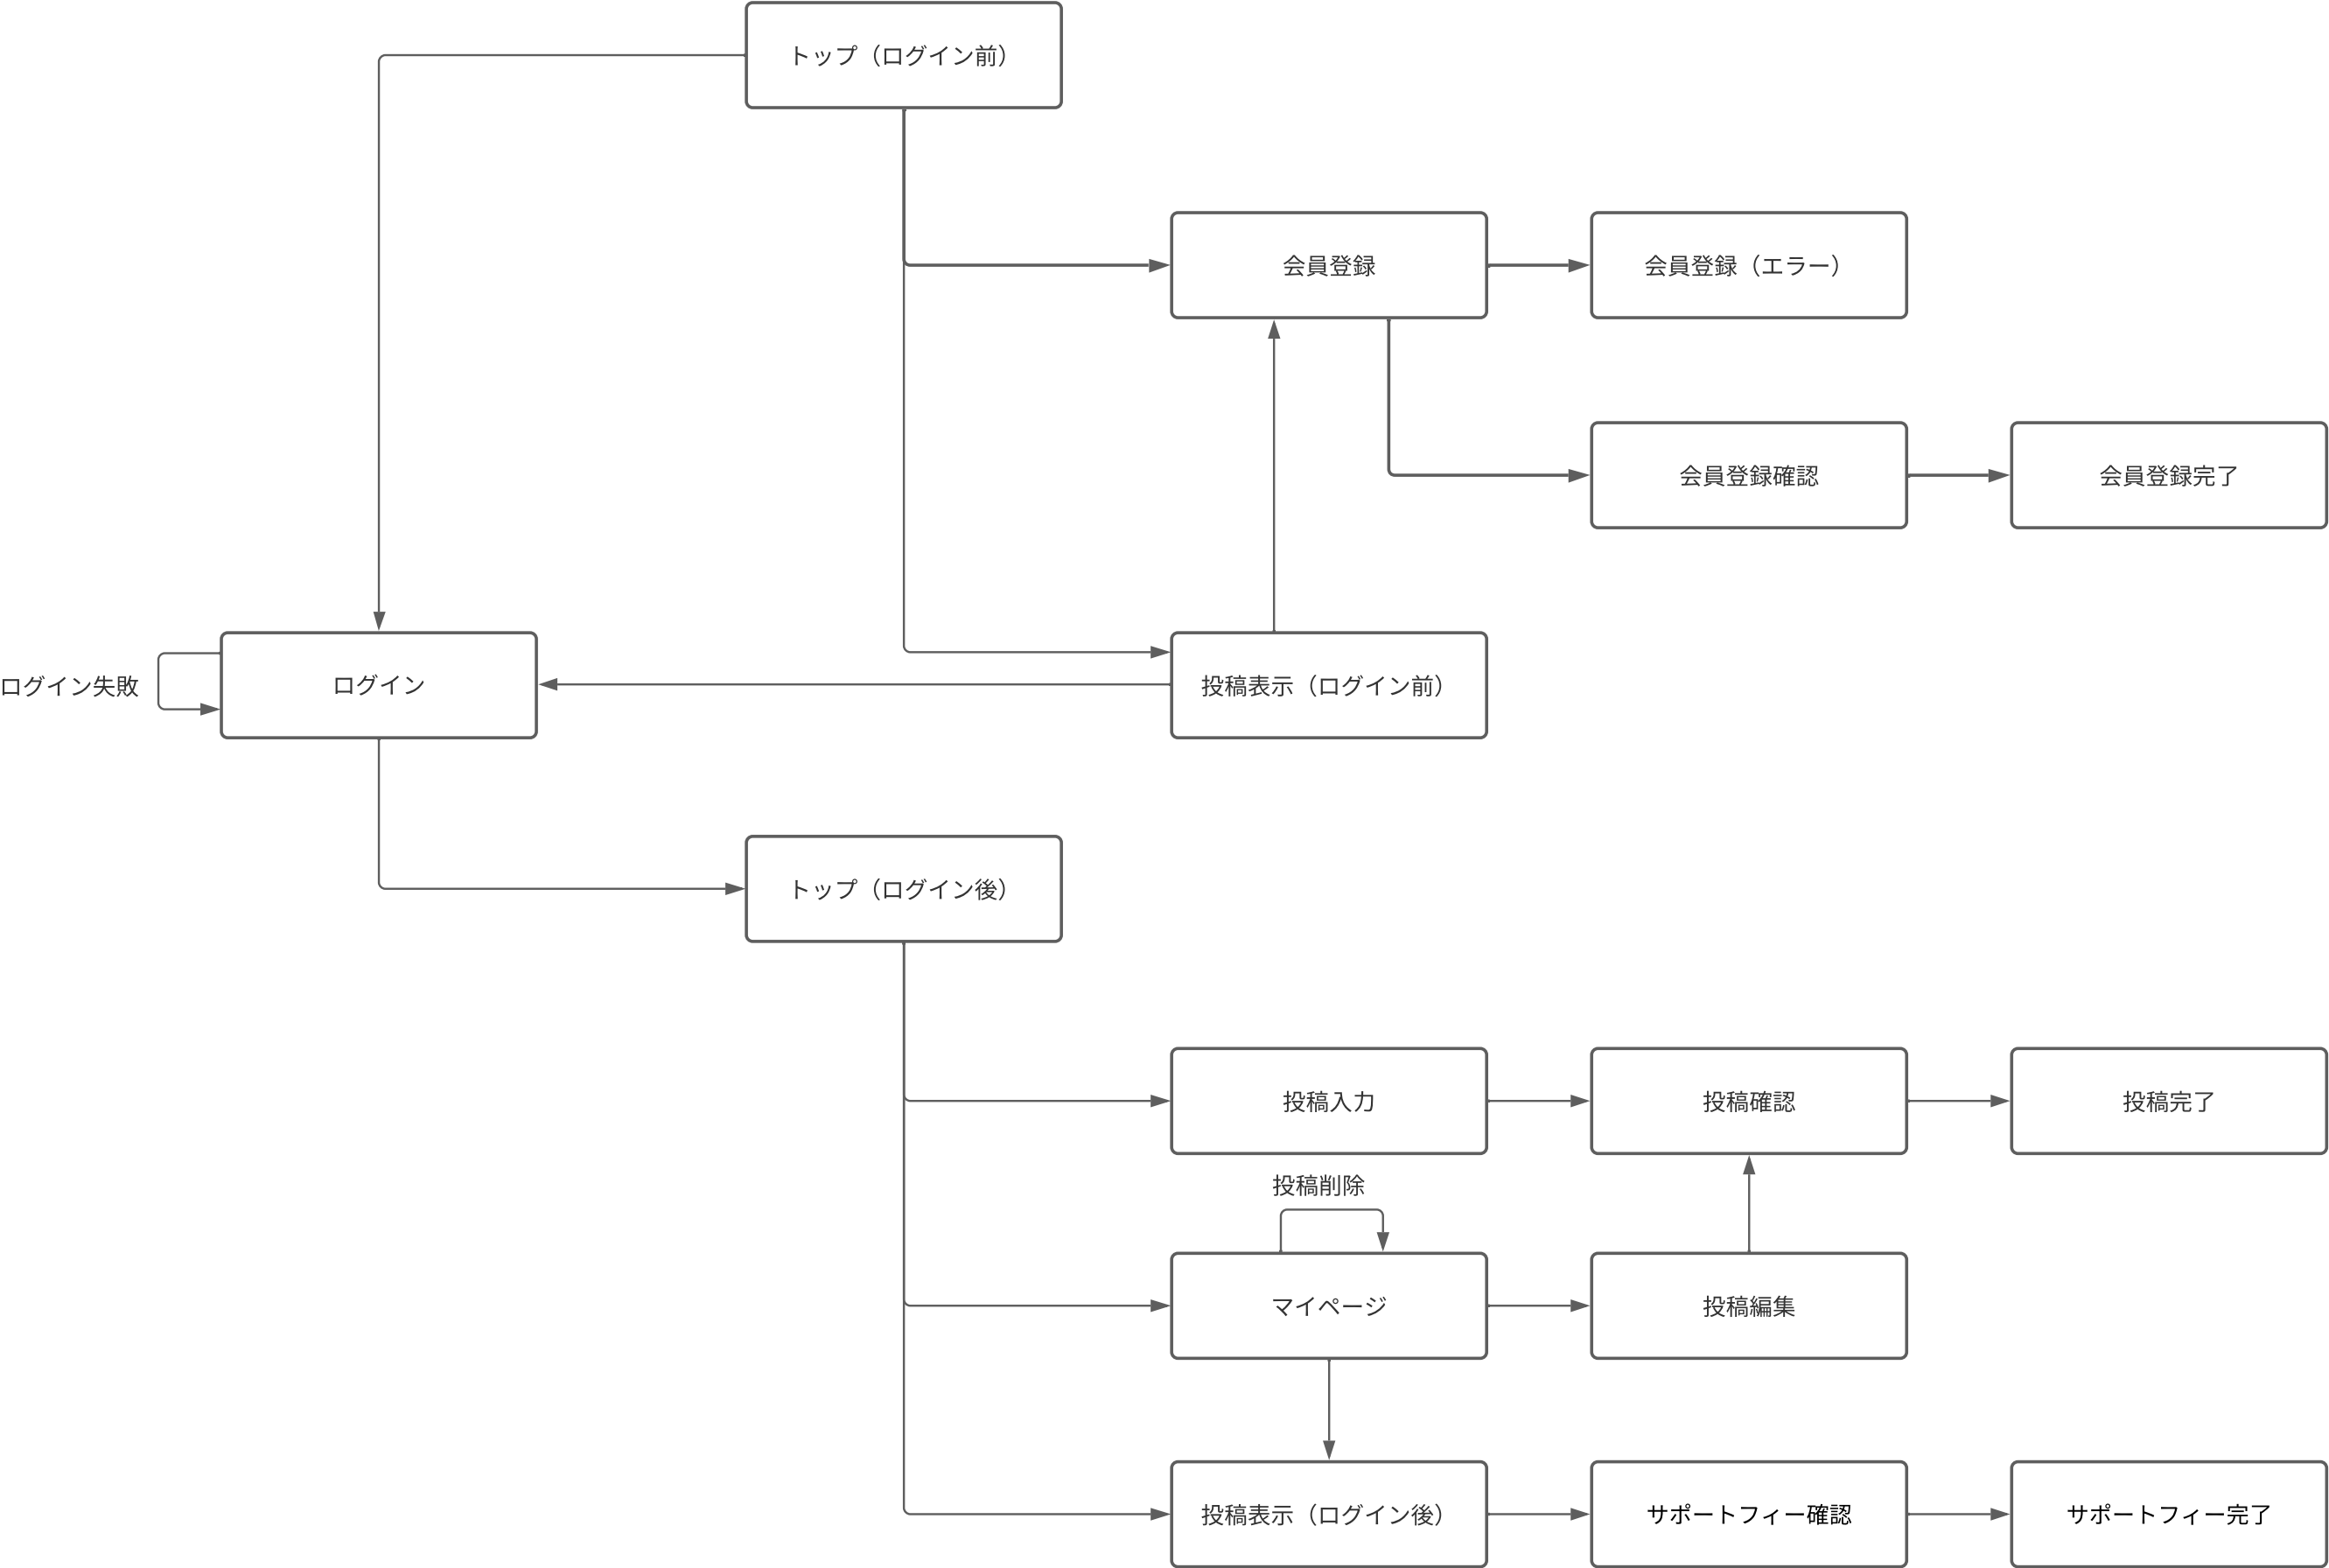 トップ（ログイン前）
会員登録
会員登録（エラー）
会員登録確認
会員登録完了
ログイン失敗
ログイン
投稿表示（ログイン前）
トップ（ログイン後）
投稿入力
投稿確認
投稿完了
投稿削除
マイページ
投稿編集
投稿表示（ログイン後）
サポートフィー確認
サポートフィー完了